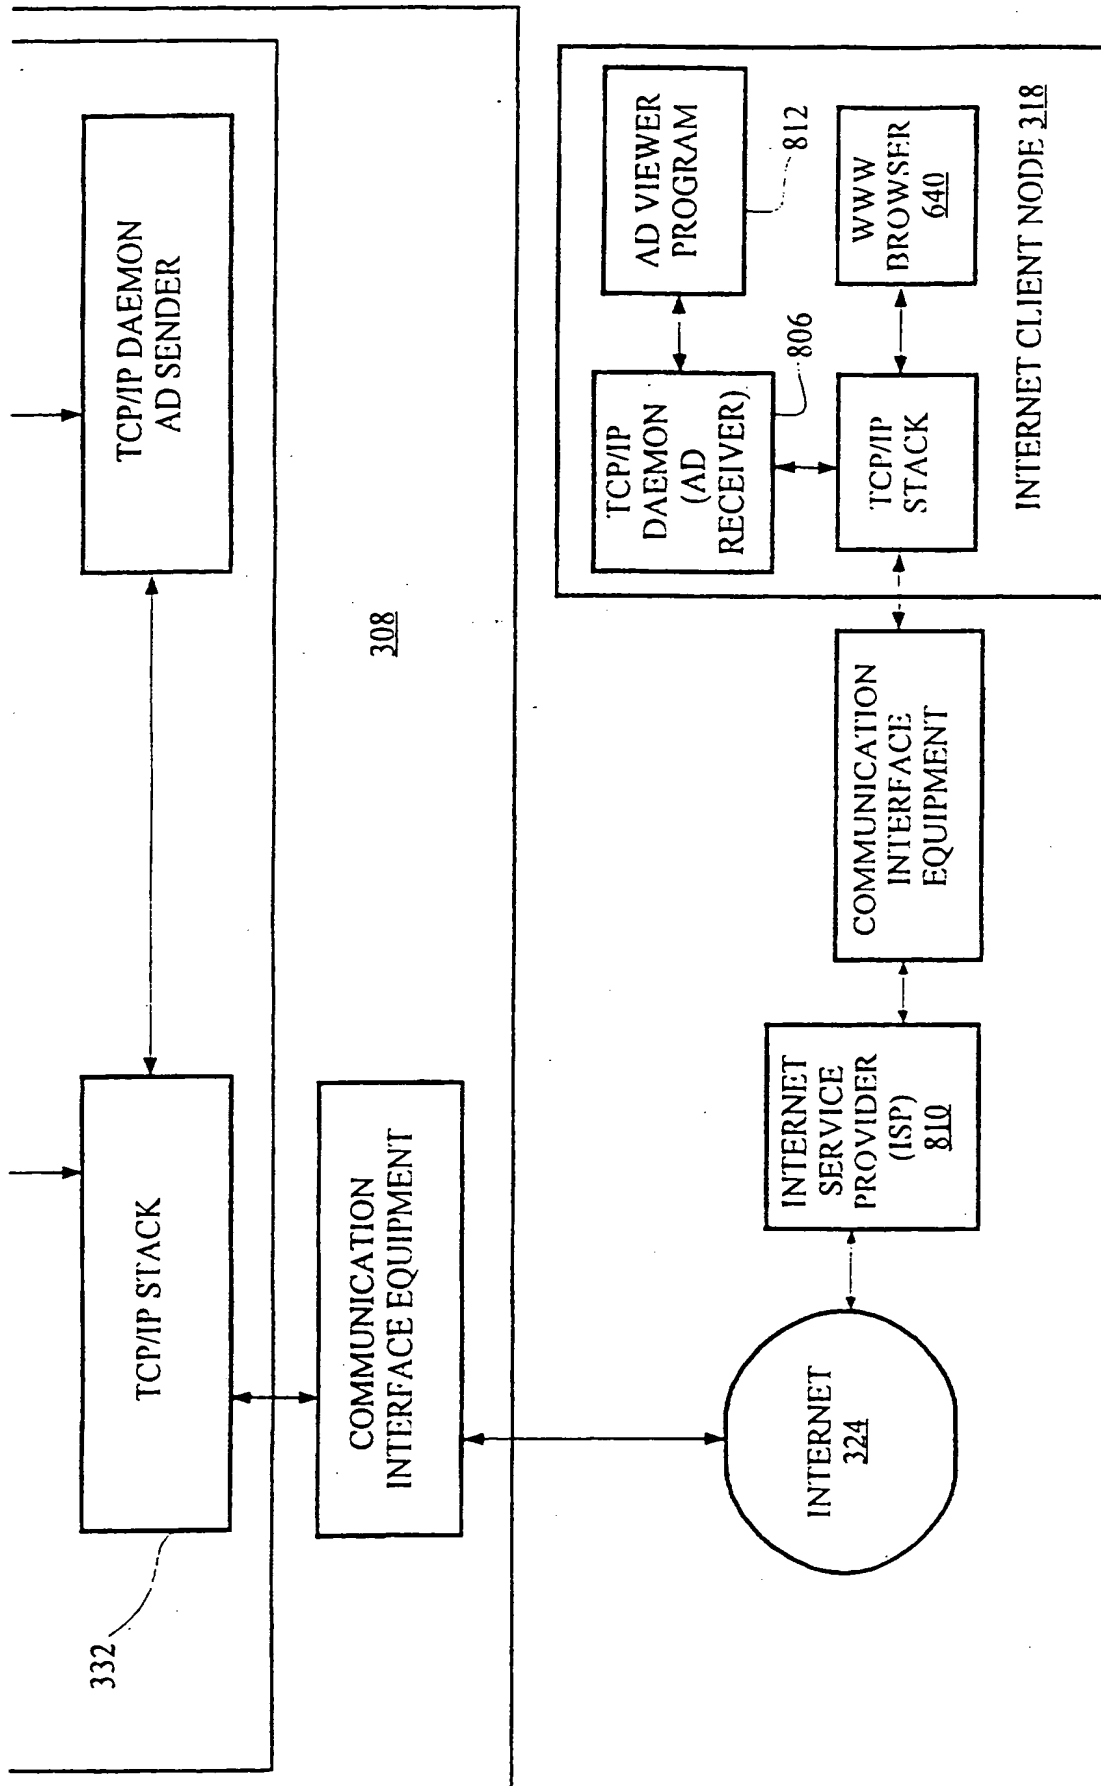 332
TCP/IP STACK
TCP/IP DAEMON
AD SENDER
COMMUNICATION
INTERFACE EQUIPMENT
308
INTERNET
324
INTERNET
SERVICE
PROVIDER
(ISP)
810
COMMUNICATION
INTERFACE
EQUIPMENT
TCP/IP
DAEMON
(AD
RECEIVER)
806
AD VIEWER
PROGRAM
812
TCP/IP
STACK
WWW
BROWSER
640
INTERNET CLIENT NODE 318